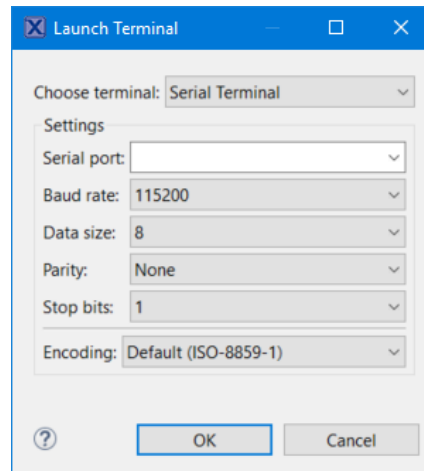 Launch Terminal
Choose terminal: Serial Terminal
Settings
Serial port:
Baud rate: 115200
Data size: 8
Parity: None
Stop bits: 1
Encoding: Default (ISO-8859-1)
? OK Cancel